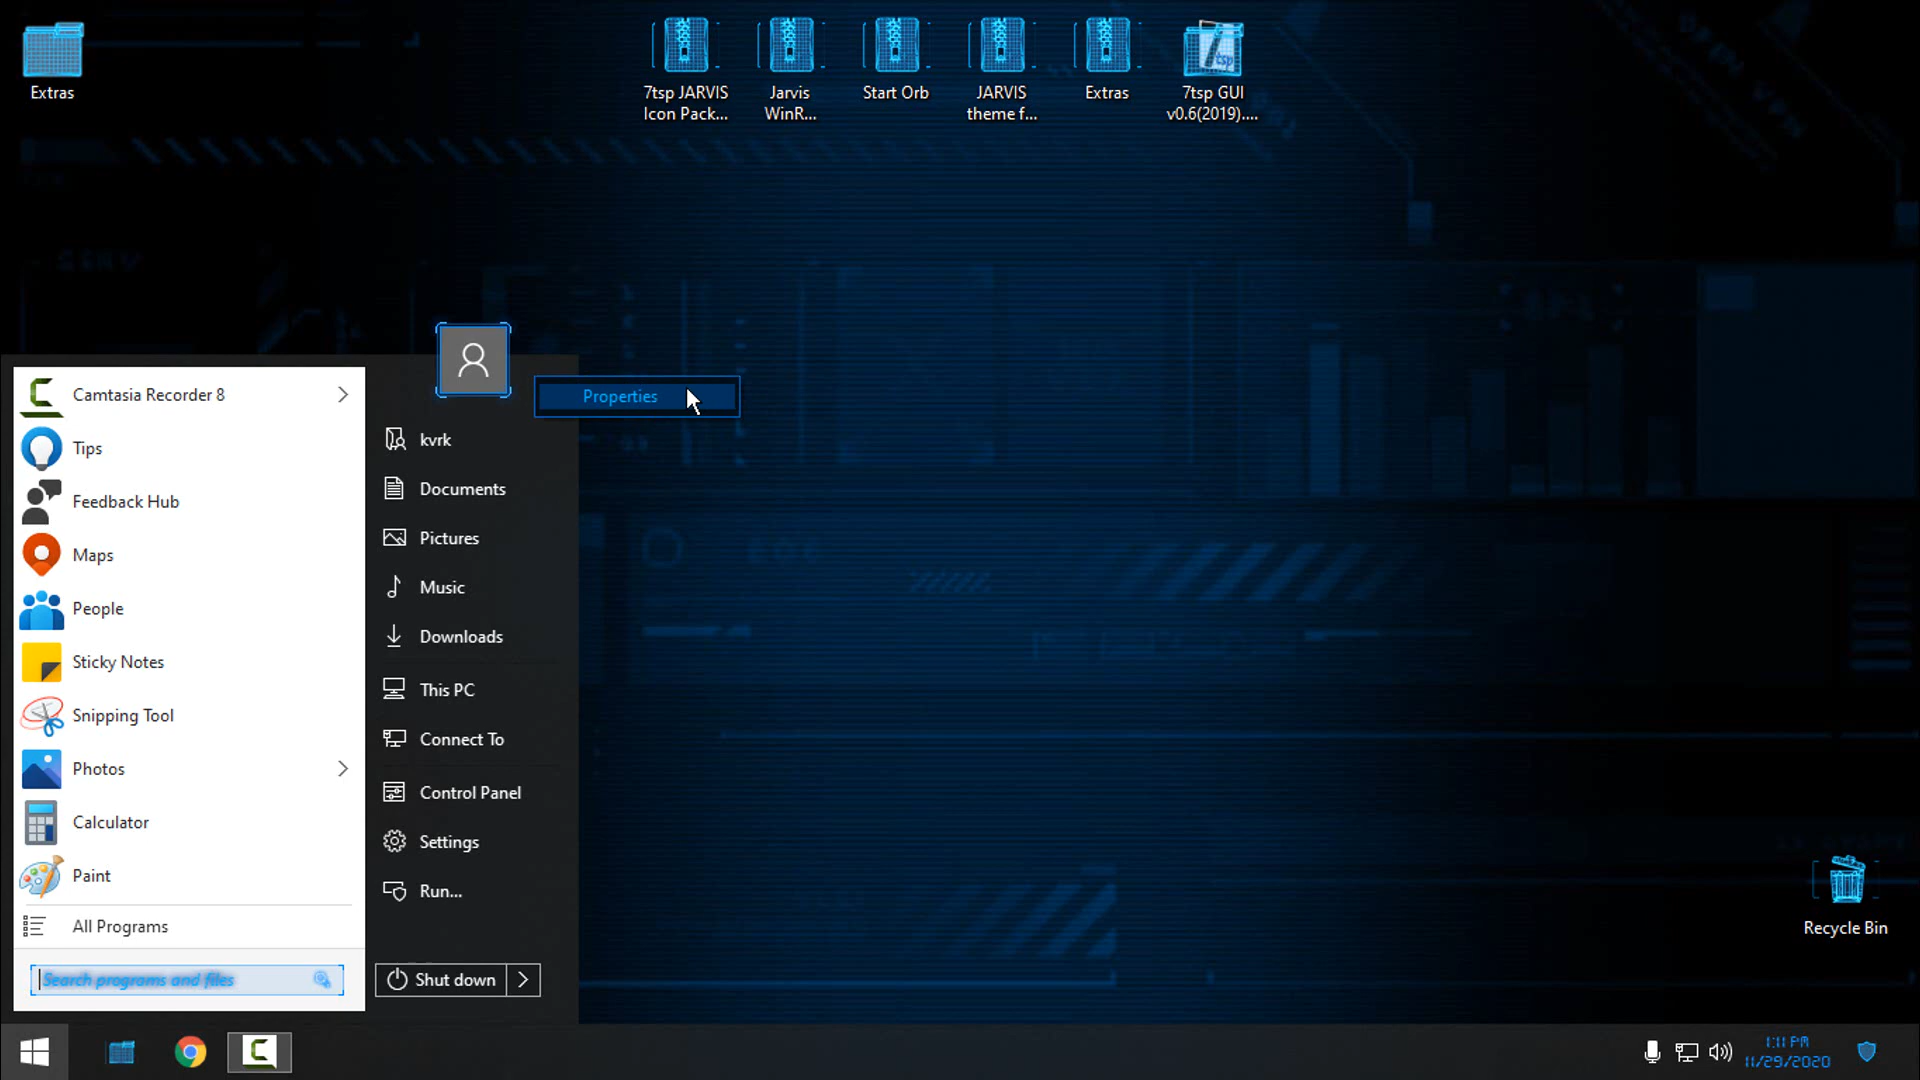 Extras
7tsp JARVIS
Icon Pack...
Jarvis
WinR...
Start Orb
JARVIS
theme f...
Extras
7tsp GUI
v0.6(2019)....
7tsp
Properties
Camtasia Recorder 8
Tips
Feedback Hub
Maps
People
Sticky Notes
Snipping Tool
Photos
Calculator
Paint
All Programs
Search programs and files
kvrk
Documents
Pictures
Music
Downloads
This PC
Connect To
Control Panel
Settings
Run...
Shut down
Recycle Bin
1:11 PM
11/29/2020